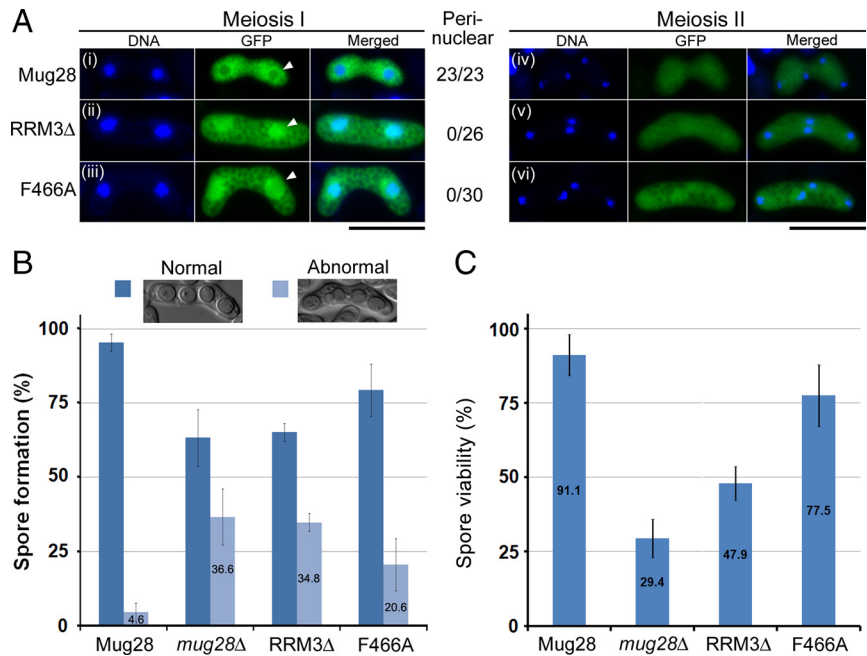 A
Meiosis I
Peri-
nuclear
Meiosis II
DNA GFP Merged
DNA GFP Merged
Mug28
(i)
23/23
(iv)
RRM3Δ
(ii)
0/26
(v)
F466A
(iii)
0/30
(vi)
B
Normal
Abnormal
Spore formation (%)
100
75
50
25
0
4.6
36.6
34.8
20.6
Mug28 mug28Δ RRM3Δ F466A
C
Spore viability (%)
100
75
50
25
0
91.1
29.4
47.9
77.5
Mug28 mug28Δ RRM3Δ F466A